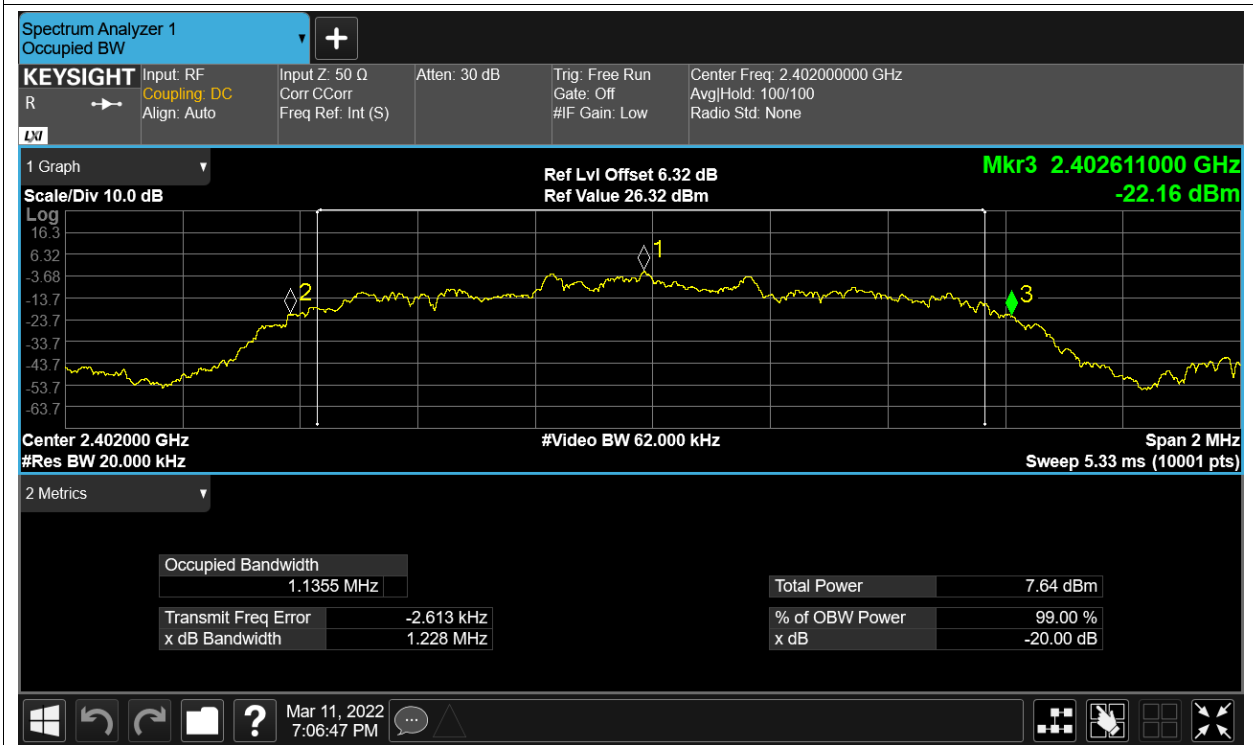 Spectrum Analyzer 1
Occupied BW
+
KEYSIGHT
R
LXI
Input: RF
Coupling: DC
Align: Auto
Input Z: 50 Ω
Corr CCorr
Freq Ref: Int (S)
Atten: 30 dB
Trig: Free Run
Gate: Off
#IF Gain: Low
Center Freq: 2.402000000 GHz
Avg|Hold: 100/100
Radio Std: None
1 Graph
Scale/Div 10.0 dB
Ref Lvl Offset 6.32 dB
Ref Value 26.32 dBm
Mkr3 2.402611000 GHz
-22.16 dBm
Log
16.3
6.32
-3.68
-13.7
-23.7
-33.7
-43.7
-53.7
-63.7
1
2
3
Center 2.402000 GHz
#Res BW 20.000 kHz
#Video BW 62.000 kHz
Span 2 MHz
Sweep 5.33 ms (10001 pts)
2 Metrics
Occupied Bandwidth
1.1355 MHz
Transmit Freq Error -2.613 kHz
x dB Bandwidth 1.228 MHz
Total Power 7.64 dBm
% of OBW Power 99.00 %
x dB -20.00 dB
?
Mar 11, 2022
7:06:47 PM